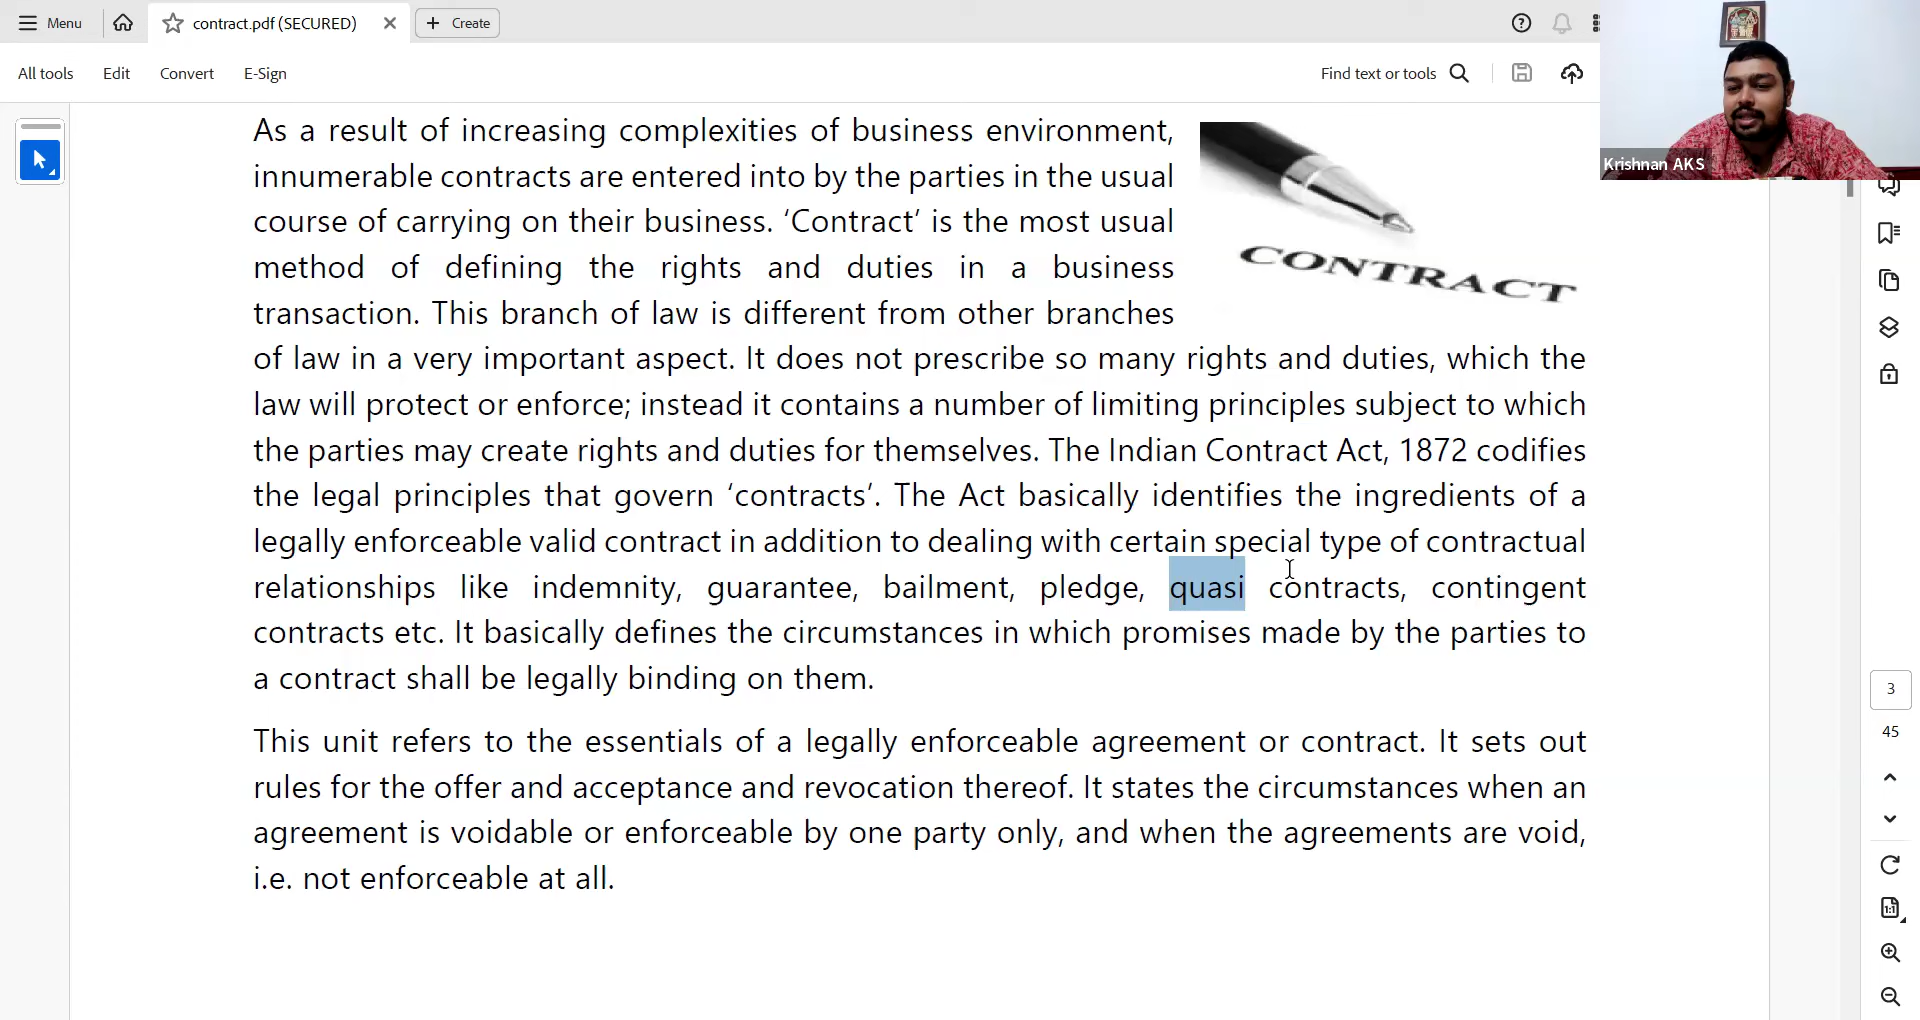 Menu
contract.pdf (SECURED)
Create
All tools
Edit
Convert
E-Sign
Find text or tools
Krishnan AKS
As a result of increasing complexities of business environment,
innumerable contracts are entered into by the parties in the usual
course of carrying on their business. ‘Contract’ is the most usual
method of defining the rights and duties in a business
transaction. This branch of law is different from other branches
CONTRACT
of law in a very important aspect. It does not prescribe so many rights and duties, which the
law will protect or enforce; instead it contains a number of limiting principles subject to which
the parties may create rights and duties for themselves. The Indian Contract Act, 1872 codifies
the legal principles that govern ‘contracts’. The Act basically identifies the ingredients of a
legally enforceable valid contract in addition to dealing with certain special type of contractual
relationships like indemnity, guarantee, bailment, pledge, quasi contracts, contingent
contracts etc. It basically defines the circumstances in which promises made by the parties to
a contract shall be legally binding on them.
This unit refers to the essentials of a legally enforceable agreement or contract. It sets out
rules for the offer and acceptance and revocation thereof. It states the circumstances when an
agreement is voidable or enforceable by one party only, and when the agreements are void,
i.e. not enforceable at all.
3
45
1:1